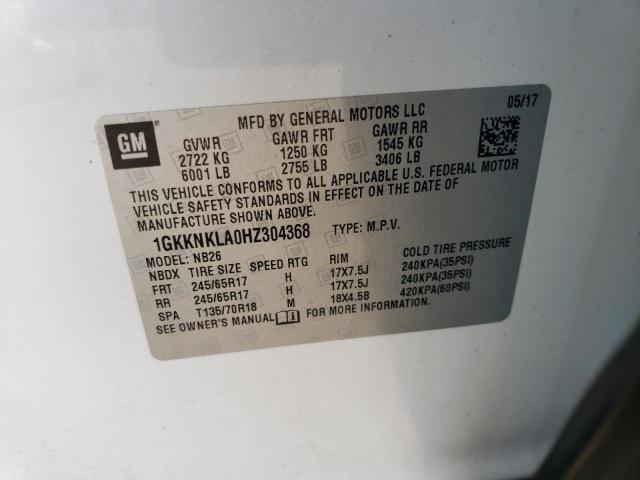 GM
MFD BY GENERAL MOTORS LLC 05/17
GVWR GAWR FRT GAWR RR
2722 KG 1250 KG 1545 KG
6001 LB 2755 LB 3406 LB
THIS VEHICLE CONFORMS TO ALL APPLICABLE U.S. FEDERAL MOTOR
VEHICLE SAFETY STANDARDS IN EFFECT ON THE DATE OF
MANUFACTURE SHOWN ABOVE.
1GKKNKLA0HZ304368 TYPE: M.P.V.
MODEL: NB26
NBDX TIRE SIZE SPEED RTG RIM COLD TIRE PRESSURE
FRT 245/65R17 H 17X7.5J 240KPA(35PSI)
RR 245/65R17 H 17X7.5J 240KPA(35PSI)
SPA T135/70R18 M 18X4.5B 420KPA(60PSI)
SEE OWNER'S MANUAL FOR MORE INFORMATION.